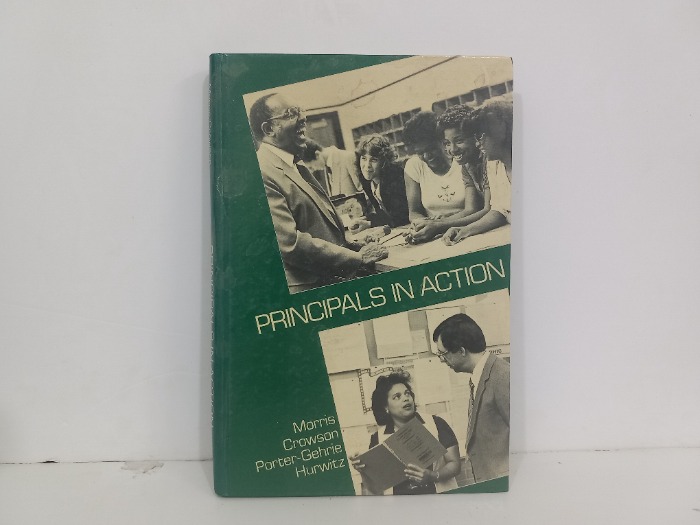 PRINCIPALS IN ACTION
Morris
Crowson
Porter-Gehrie
Hurwitz